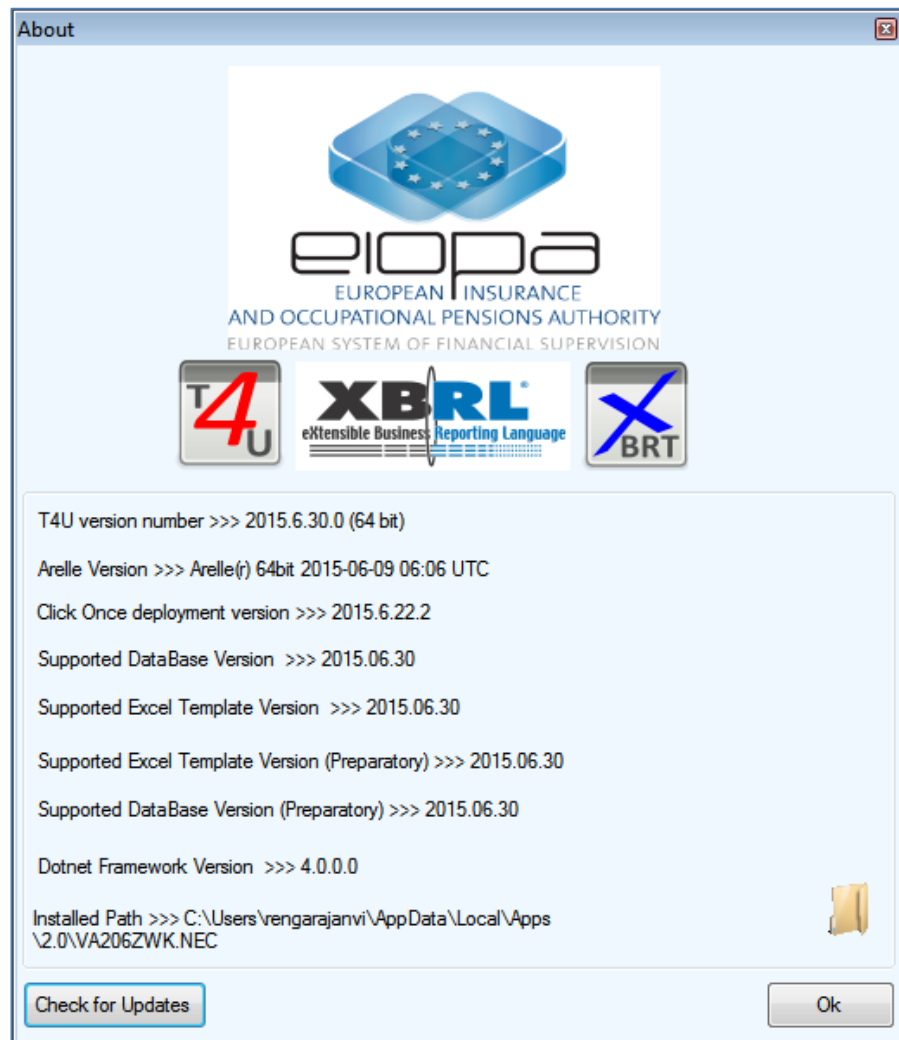 About
eiopa
EUROPEAN INSURANCE
AND OCCUPATIONAL PENSIONS AUTHORITY
EUROPEAN SYSTEM OF FINANCIAL SUPERVISION
T4U
XBRL®
eXtensible Business Reporting Language
XBRT
T4U version number >>> 2015.6.30.0 (64 bit)
Arelle Version >>> Arelle(r) 64bit 2015-06-09 06:06 UTC
Click Once deployment version >>> 2015.6.22.2
Supported DataBase Version >>> 2015.06.30
Supported Excel Template Version >>> 2015.06.30
Supported Excel Template Version (Preparatory) >>> 2015.06.30
Supported DataBase Version (Preparatory) >>> 2015.06.30
Dotnet Framework Version >>> 4.0.0.0
Installed Path >>> C:\Users\rengarajanvi\AppData\Local\Apps
\2.0\VA206ZWK.NEC
Check for Updates
Ok